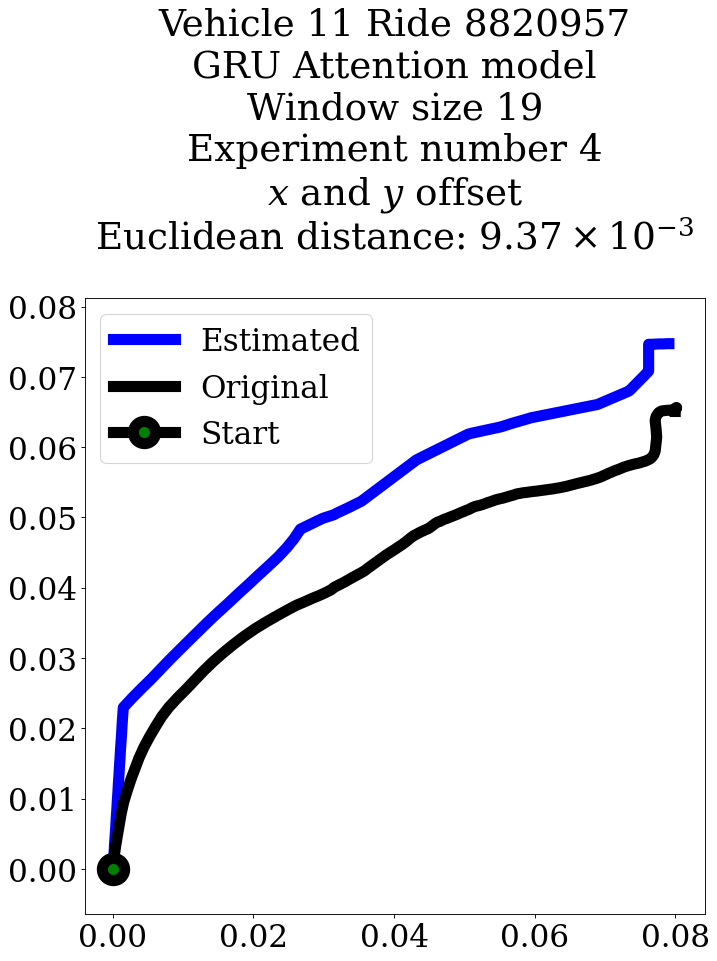 Vehicle 11 Ride 8820957
GRU Attention model
Window size 19
Experiment number 4
x and y offset
Euclidean distance: 9.37 × 10⁻³
Estimated
Original
Start
0.08
0.07
0.06
0.05
0.04
0.03
0.02
0.01
0.00
0.00 0.02 0.04 0.06 0.08